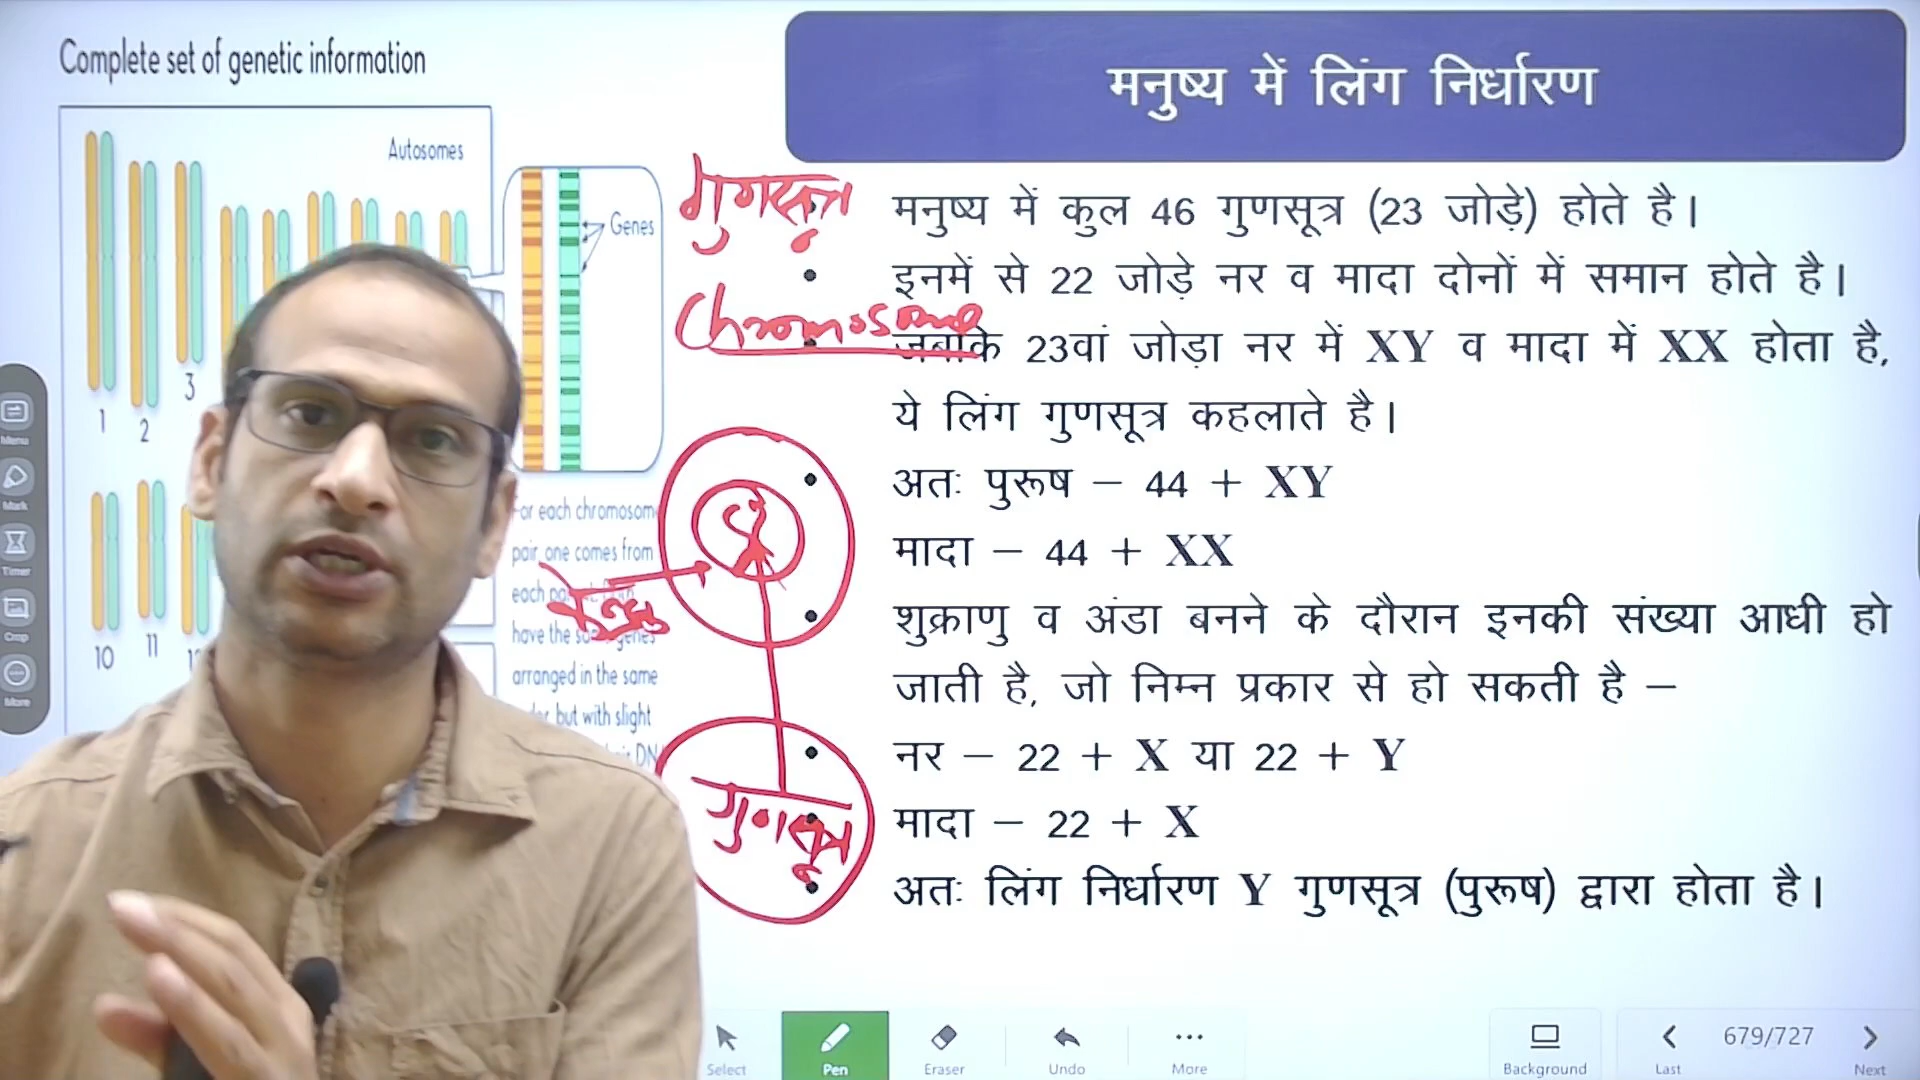 Complete set of genetic information
Autosomes
Genes
1
2
3
10
11
For each chromosome
pair, one comes from
each
have the genes
arranged in the same
but with slight
DNA
मनुष्य में लिंग निर्धारण
गुणसूत्र
Chromosome
केन्द्रक
गुणसूत्र
मनुष्य में कुल 46 गुणसूत्र (23 जोड़े) होते है।
• इनमें से 22 जोड़े नर व मादा दोनों में समान होते है।
• जबकि 23वां जोड़ा नर में XY व मादा में XX होता है,
ये लिंग गुणसूत्र कहलाते है।
• अतः पुरूष – 44 + XY
मादा – 44 + XX
• शुक्राणु व अंडा बनने के दौरान इनकी संख्या आधी हो
जाती है, जो निम्न प्रकार से हो सकती है –
• नर – 22 + X या 22 + Y
• मादा – 22 + X
• अतः लिंग निर्धारण Y गुणसूत्र (पुरूष) द्वारा होता है।
Menu
Mark
Timer
Crop
More
Select
Pen
Eraser
Undo
More
Background
Last
679/727
Next